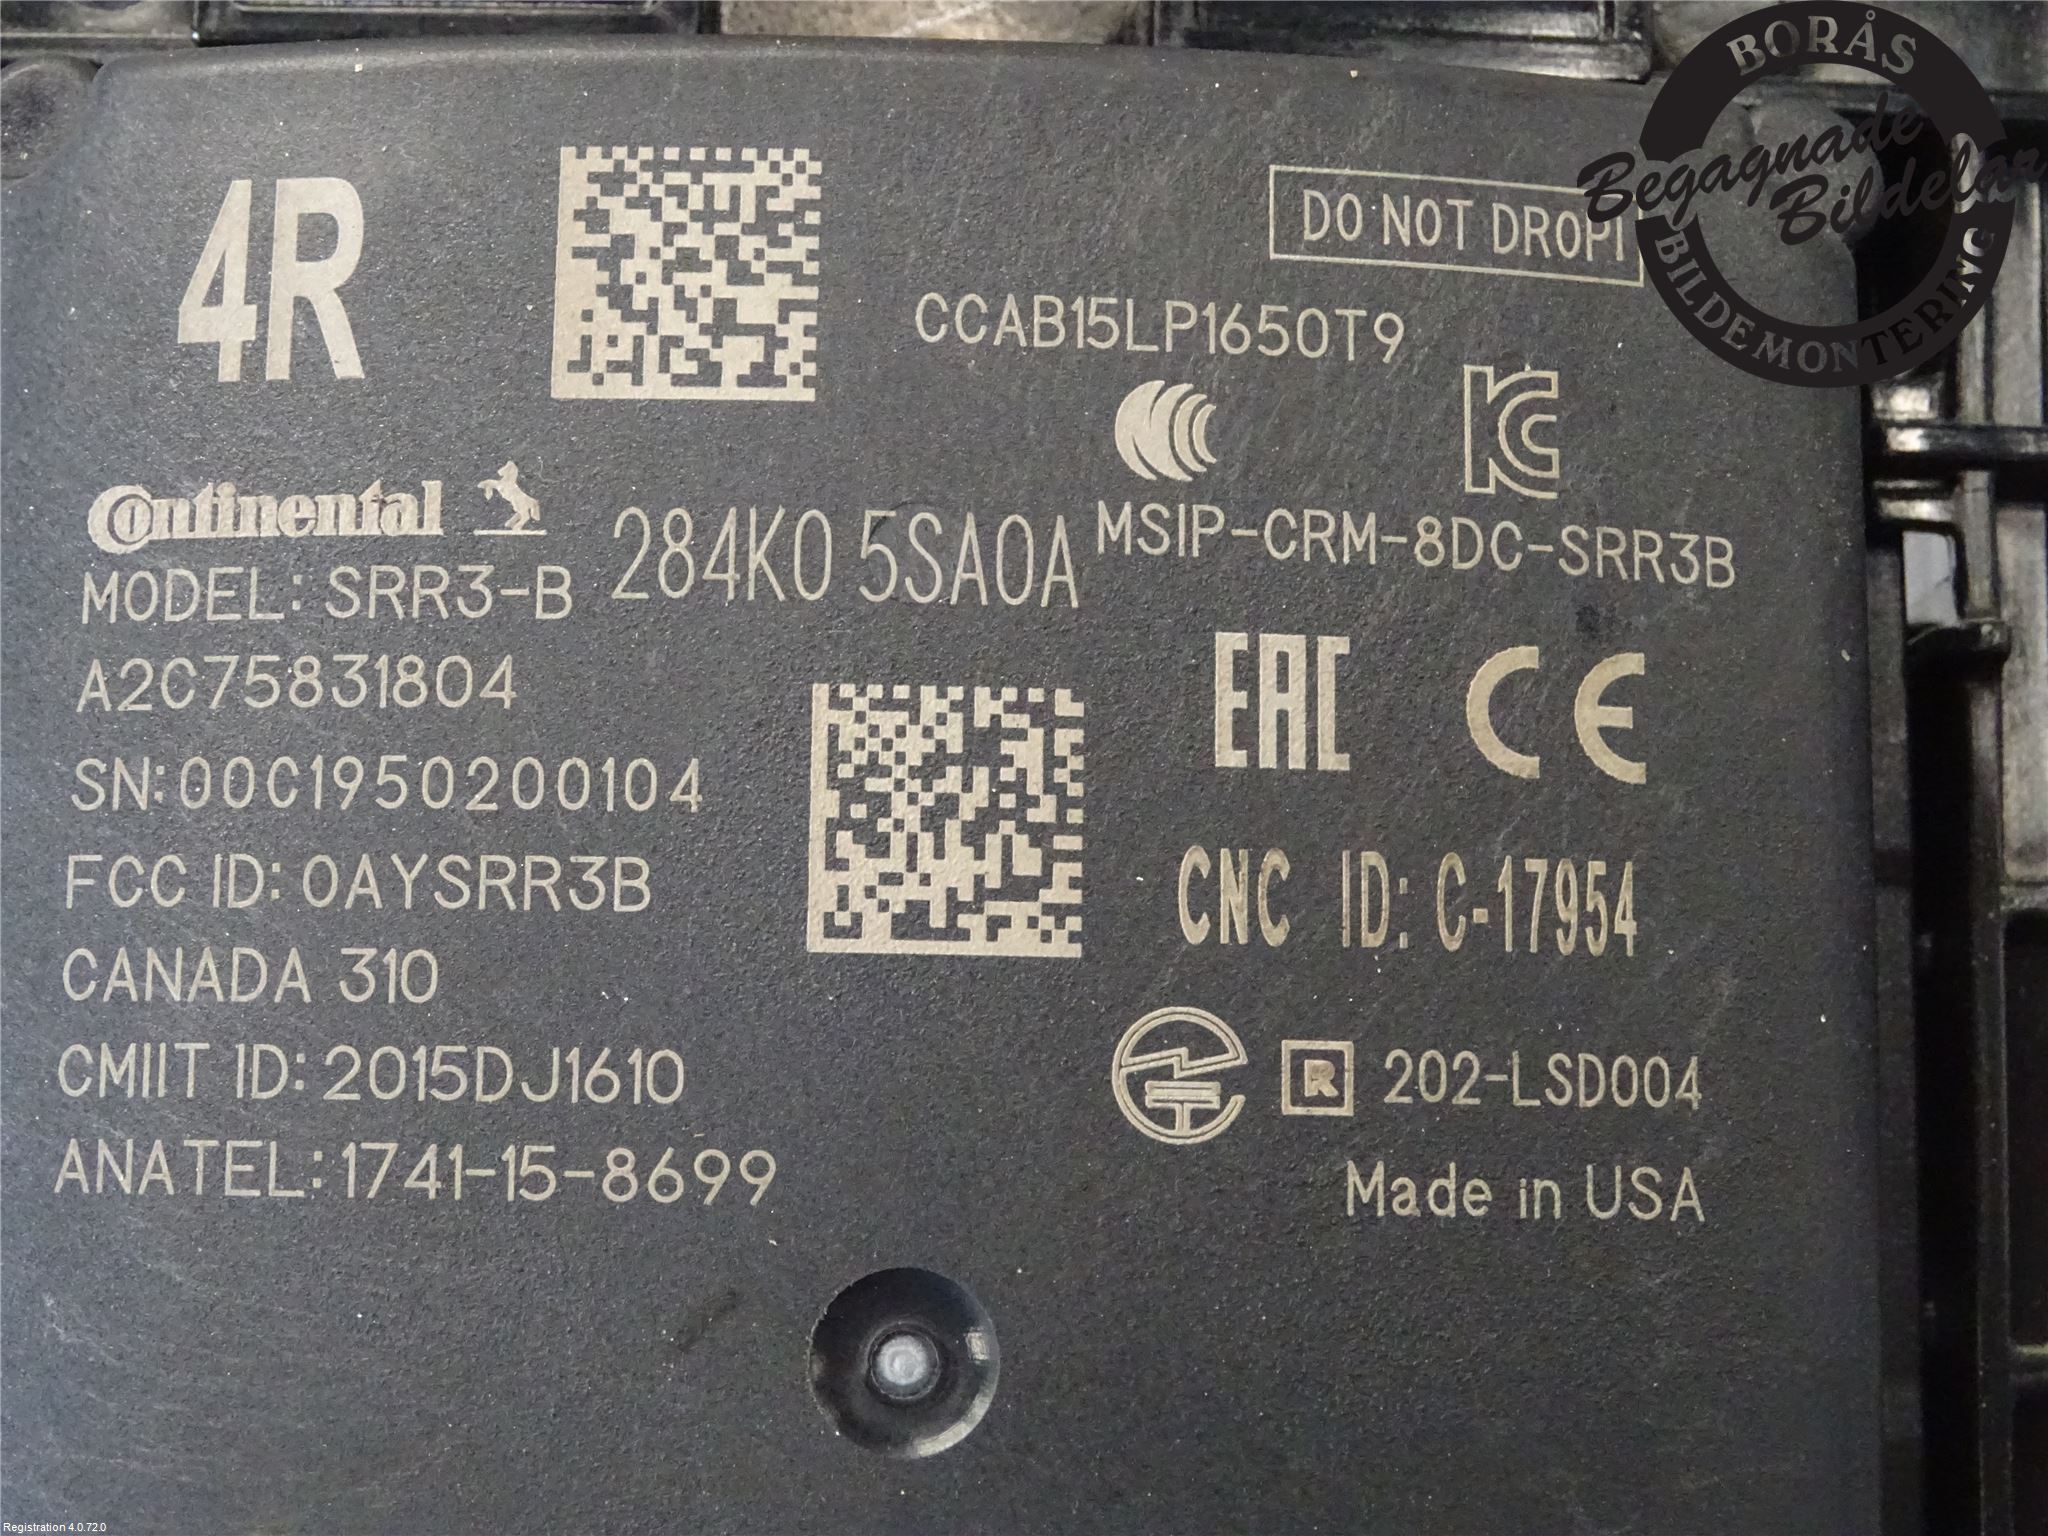 BORÅS
Begagnade
Bildelar
BILDEMONTERING
4R
DO NOT DROP!
CCAB15LP1650T9
Continental
284K0 5SA0A
MSIP-CRM-8DC-SRR3B
MODEL: SRR3-B
A2C75831804
EAC CE
SN:00C1950200104
FCC ID: OAYSRR3B
CNC ID: C-17954
CANADA 310
CMIIT ID: 2015DJ1610
R 202-LSD004
ANATEL: 1741-15-8699
Made in USA
Registration 4.0.72.0